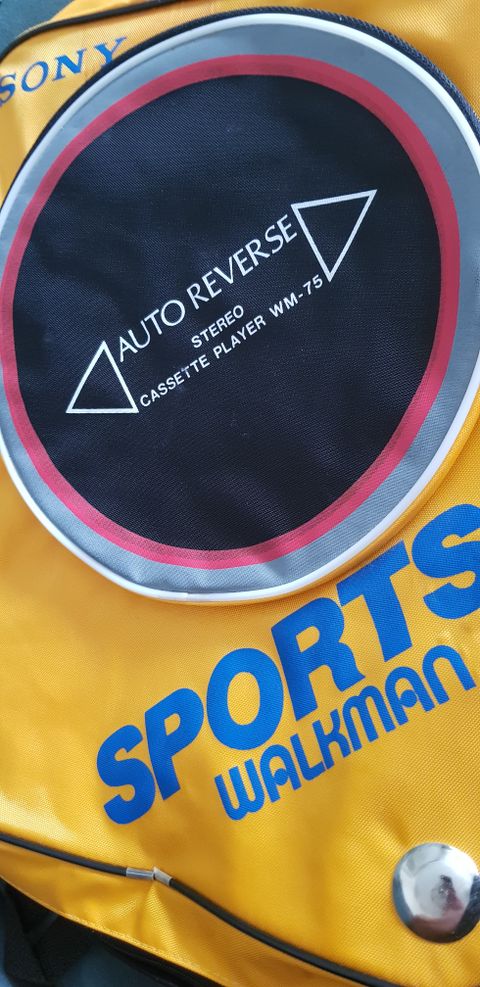 SONY
AUTO REVERSE
STEREO
CASSETTE PLAYER WM-75
SPORTS
WALKMAN